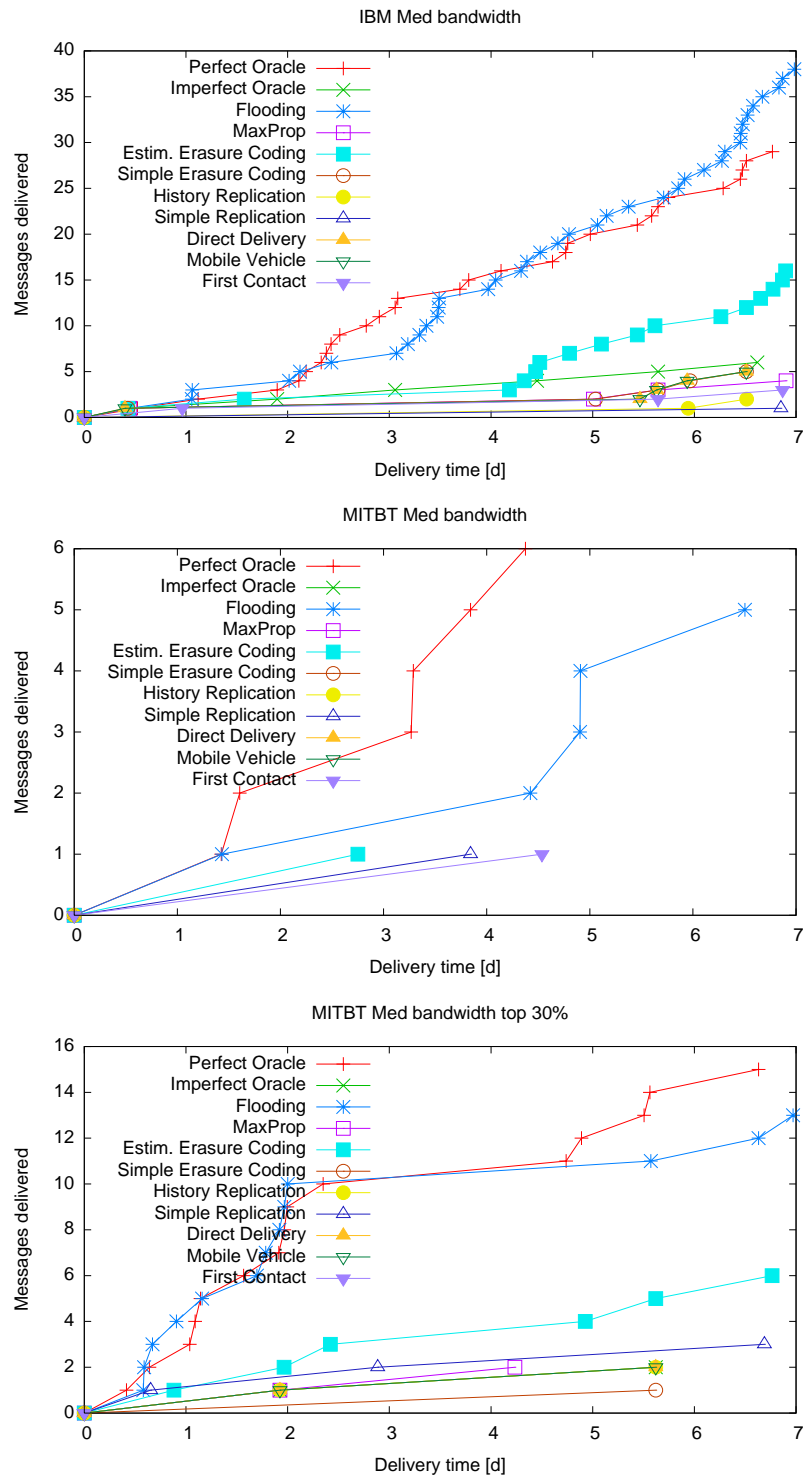 IBM Med bandwidth
Messages delivered
40
35
30
25
20
15
10
5
0
Perfect Oracle
Imperfect Oracle
Flooding
MaxProp
Estim. Erasure Coding
Simple Erasure Coding
History Replication
Simple Replication
Direct Delivery
Mobile Vehicle
First Contact
0 1 2 3 4 5 6 7
Delivery time [d]
MITBT Med bandwidth
Messages delivered
6
5
4
3
2
1
0
Perfect Oracle
Imperfect Oracle
Flooding
MaxProp
Estim. Erasure Coding
Simple Erasure Coding
History Replication
Simple Replication
Direct Delivery
Mobile Vehicle
First Contact
0 1 2 3 4 5 6 7
Delivery time [d]
MITBT Med bandwidth top 30%
Messages delivered
16
14
12
10
8
6
4
2
0
Perfect Oracle
Imperfect Oracle
Flooding
MaxProp
Estim. Erasure Coding
Simple Erasure Coding
History Replication
Simple Replication
Direct Delivery
Mobile Vehicle
First Contact
0 1 2 3 4 5 6 7
Delivery time [d]